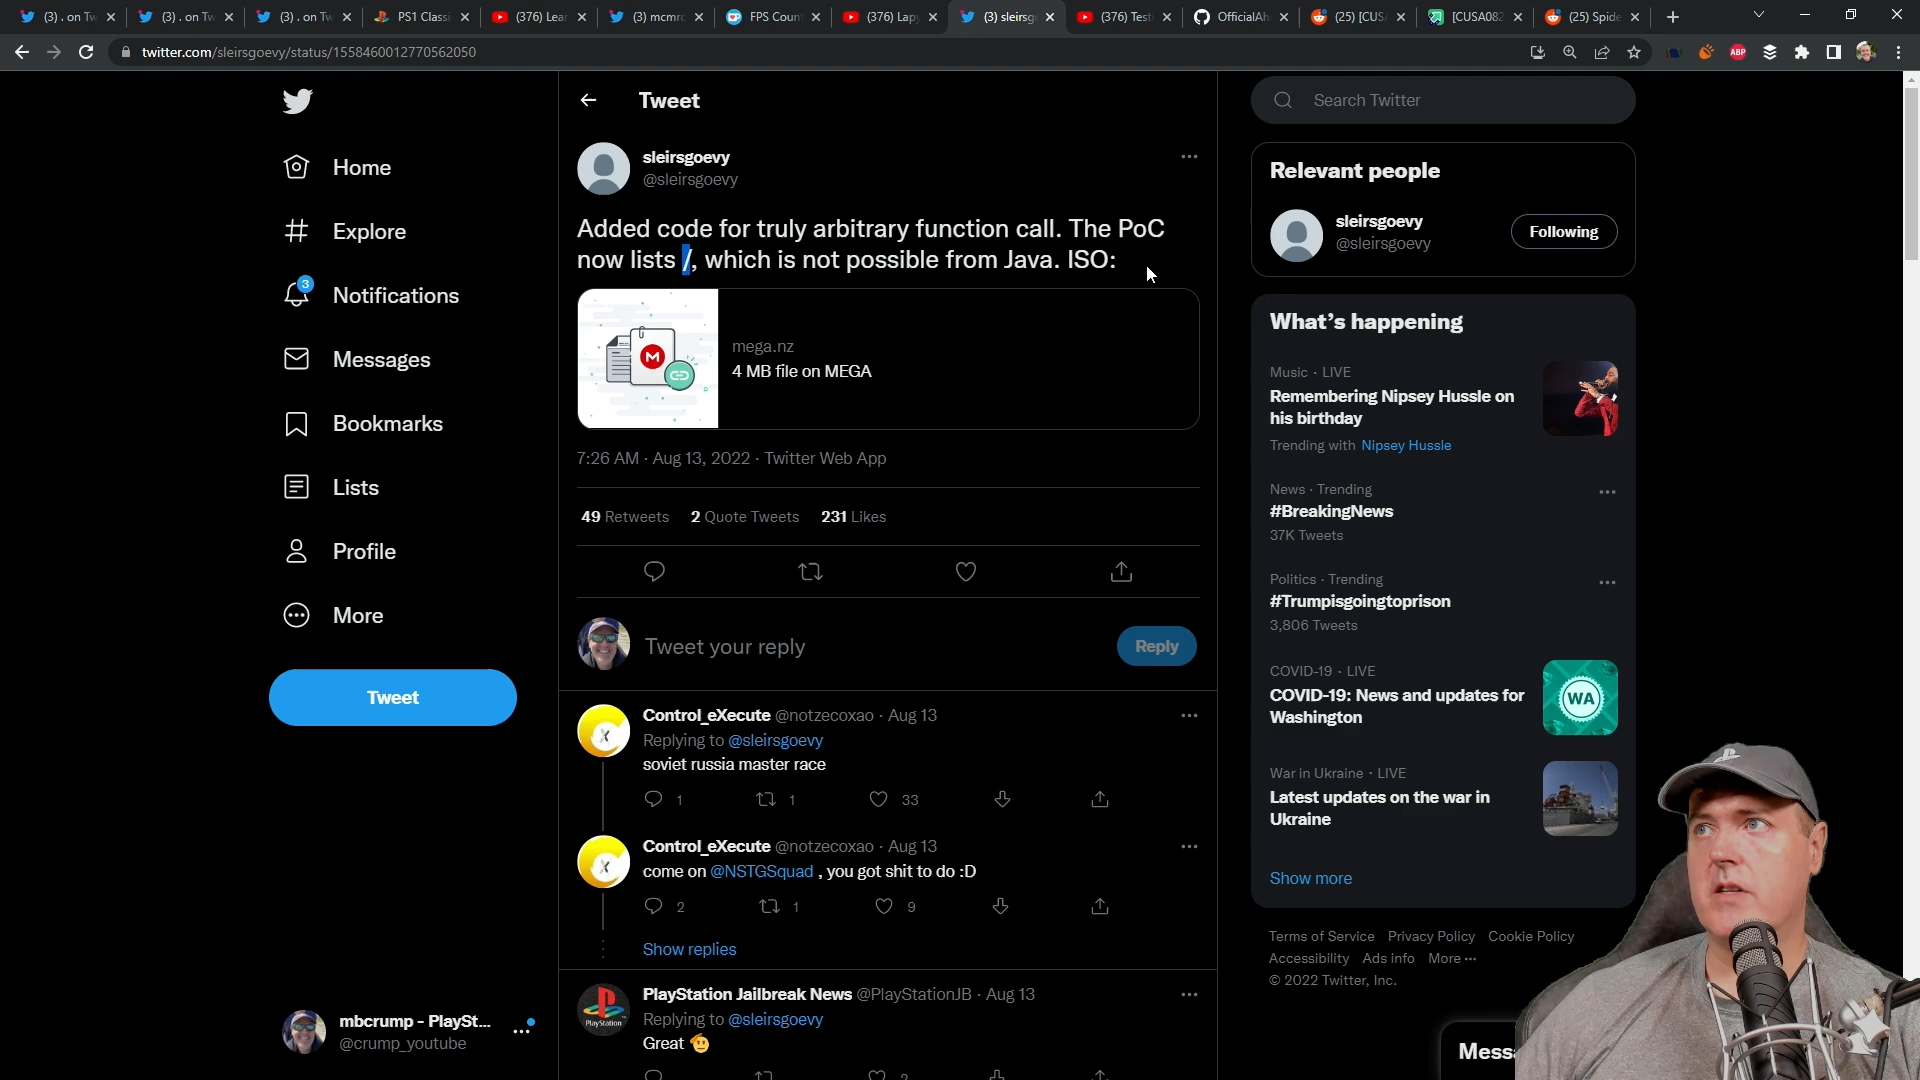 (3) . on Tw
(3) . on Tw
(3) . on Tw
PS1 Classi
(376) Lear
(3) mcmrc
FPS Coun
(376) Lap
(3) sleirsgo
(376) Test
OfficialAh
(25) [CUSA
[CUSA082
(25) Spide
twitter.com/sleirsgoevy/status/1558460012770562050
ABP
Home
Explore
3
Notifications
Messages
Bookmarks
Lists
Profile
More
Tweet
mbcrump - PlaySt...
@crump_youtube
Tweet
sleirsgoevy
@sleirsgoevy
Added code for truly arbitrary function call. The PoC
now lists /, which is not possible from Java. ISO:
M
mega.nz
4 MB file on MEGA
7:26 AM · Aug 13, 2022 · Twitter Web App
49 Retweets 2 Quote Tweets 231 Likes
Tweet your reply
Reply
Control_eXecute @notzecoxao · Aug 13
Replying to @sleirsgoevy
soviet russia master race
1 1 33
Control_eXecute @notzecoxao · Aug 13
come on @NSTGSquad , you got shit to do :D
2 1 9
Show replies
PlayStation
PlayStation Jailbreak News @PlayStationJB · Aug 13
Replying to @sleirsgoevy
Great
2
Search Twitter
Relevant people
sleirsgoevy
@sleirsgoevy
Following
What's happening
Music · LIVE
Remembering Nipsey Hussle on
his birthday
Trending with Nipsey Hussle
News · Trending
#BreakingNews
37K Tweets
Politics · Trending
#Trumpisgoingtoprison
3,806 Tweets
COVID-19 · LIVE
COVID-19: News and updates for
Washington
WA
War in Ukraine · LIVE
Latest updates on the war in
Ukraine
Show more
Terms of Service Privacy Policy Cookie Policy
Accessibility Ads info More ···
© 2022 Twitter, Inc.
Mess